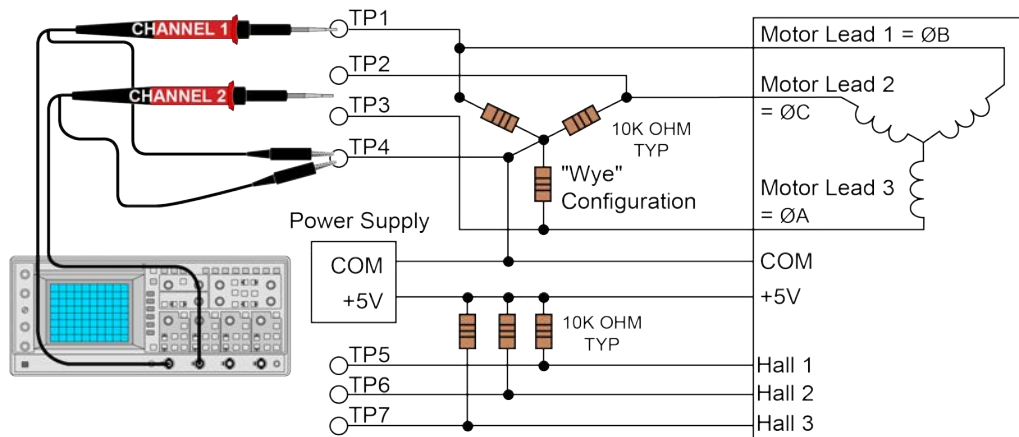 CHANNEL 1
TP1
Motor Lead 1 = ØB
TP2
CHANNEL 2
TP3
Motor Lead 2
= ØC
10K OHM
TYP
TP4
"Wye"
Configuration
Motor Lead 3
= ØA
Power Supply
COM
COM
+5V
+5V
10K OHM
TYP
TP5
Hall 1
TP6
Hall 2
TP7
Hall 3